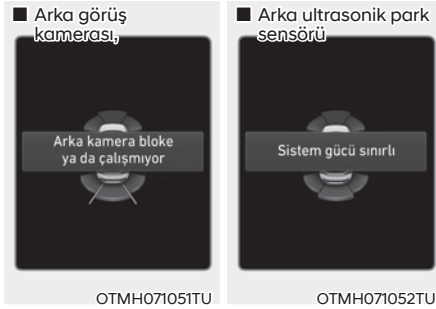 ■ Arka görüş
kamerası,
Arka kamera bloke
ya da çalışmıyor
OTMH071051TU
■ Arka ultrasonik park
sensörü
Sistem gücü sınırlı
OTMH071052TU